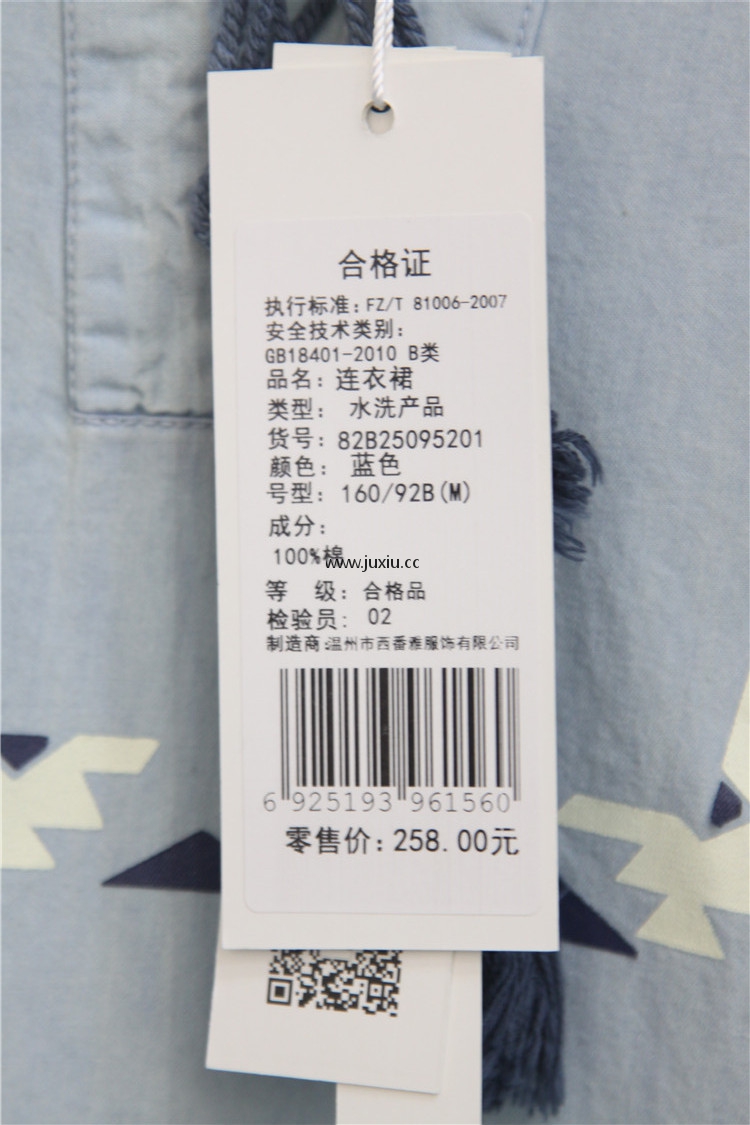 合格证
执行标准: FZ/T 81006-2007
安全技术类别:
GB18401-2010 B类
品名: 连衣裙
类型: 水洗产品
货号: 82B25095201
颜色: 蓝色
号型: 160/92B(M)
成分:
100%棉
www.juxiu.cc
等 级: 合格品
检验员: 02
制造商:温州市西番雅服饰有限公司
6 925193 961560
零售价: 258.00元